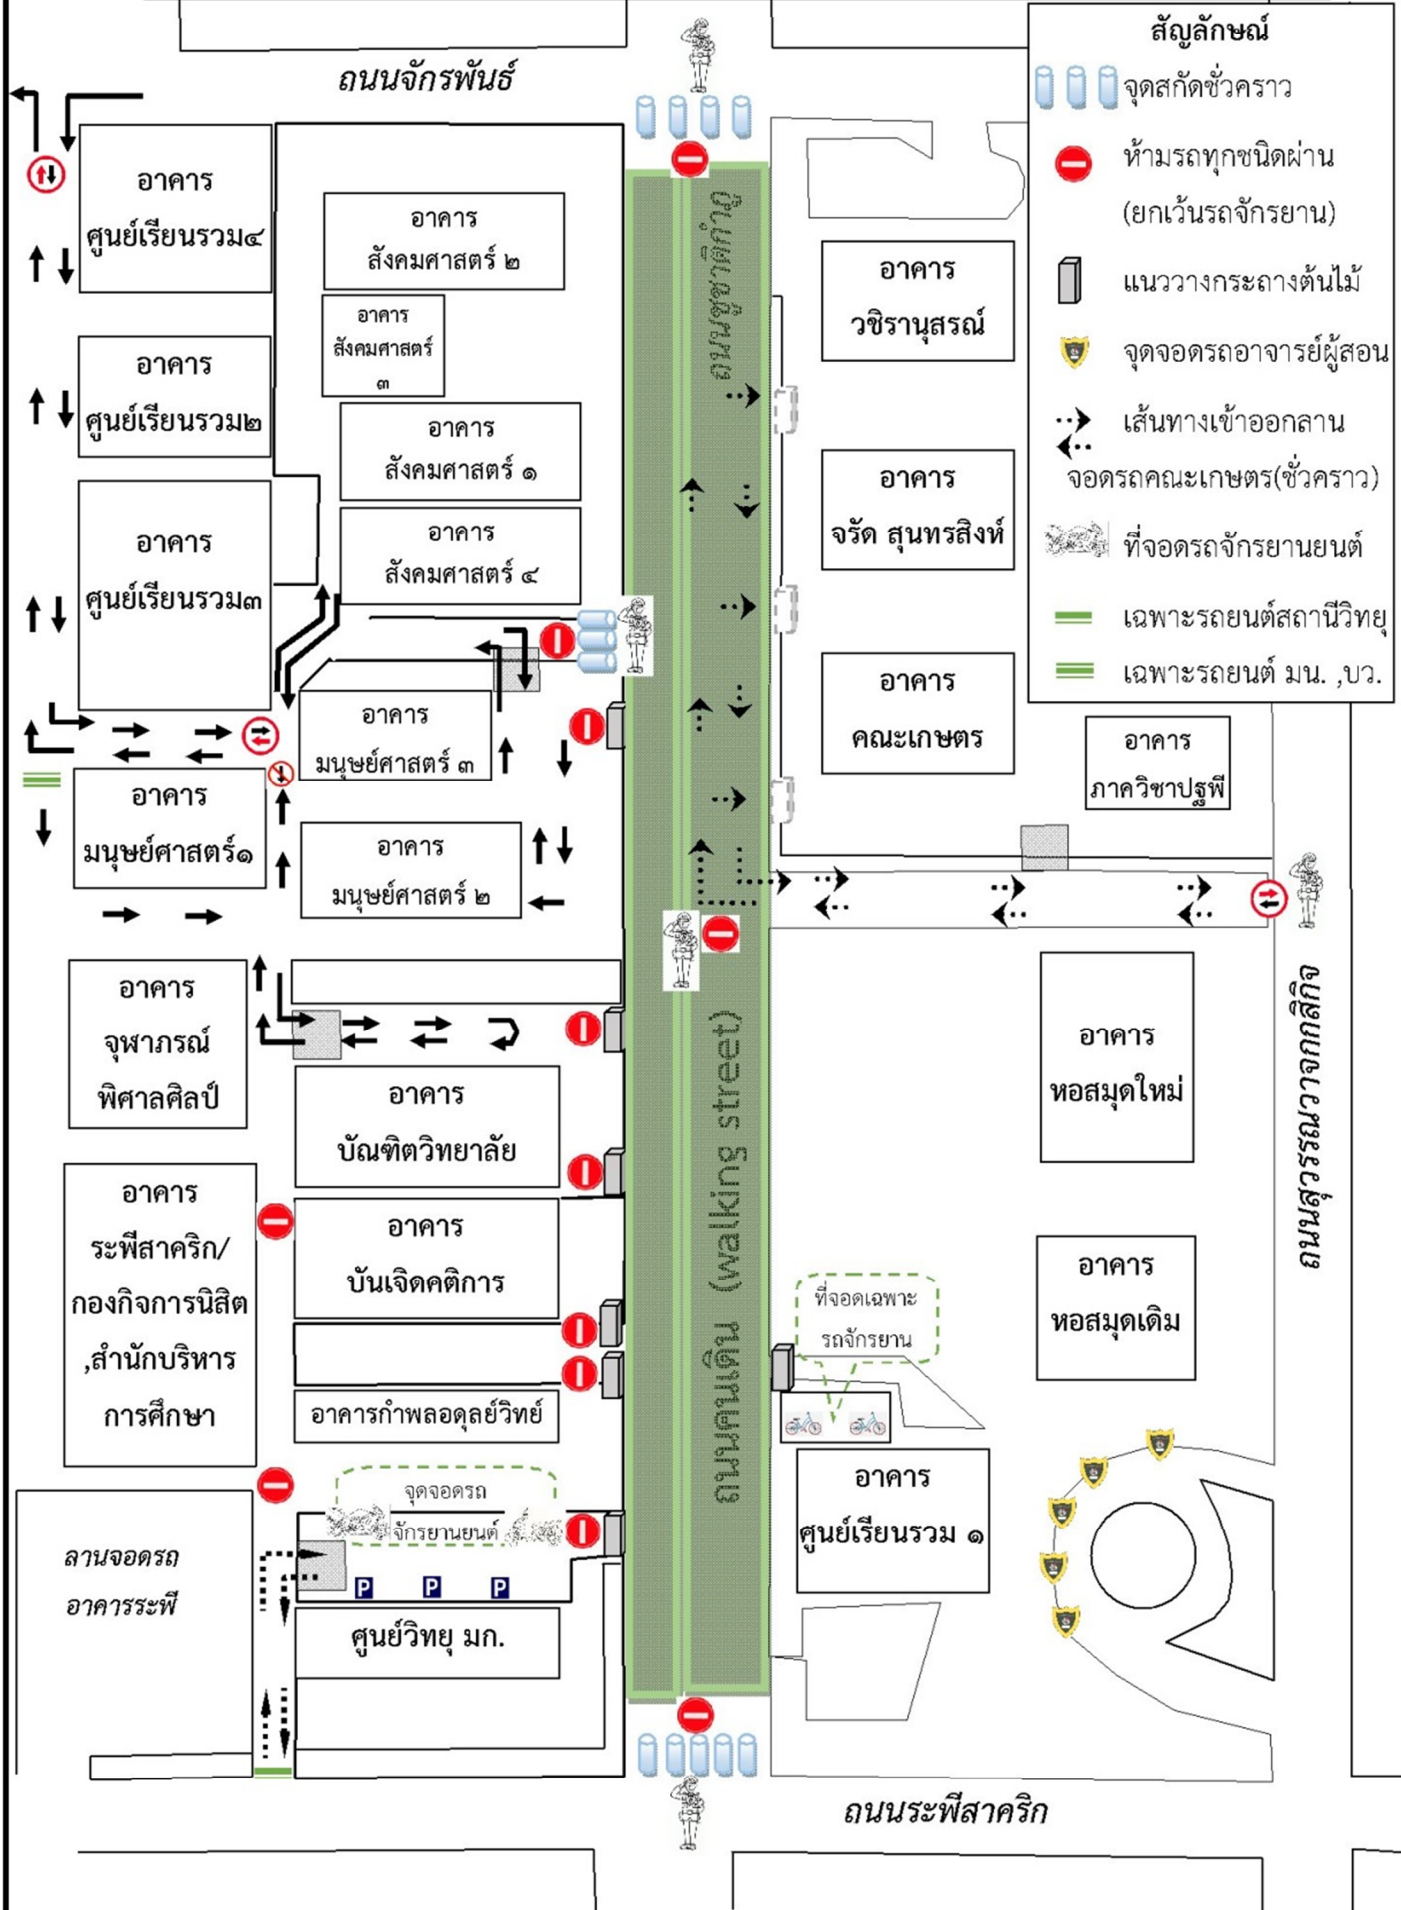 สัญลักษณ์
จุดสกัดชั่วคราว
ห้ามรถทุกชนิดผ่าน
(ยกเว้นรถจักรยาน)
แนววางกระถางต้นไม้
จุดจอดรถอาจารย์ผู้สอน
เส้นทางเข้าออกลาน
จอดรถคณะเกษตร(ชั่วคราว)
ที่จอดรถจักรยานยนต์
เฉพาะรถยนต์สถานีวิทยุ
เฉพาะรถยนต์ มน. ,บว.
ถนนจักรพันธ์
อาคาร
ศูนย์เรียนรวม๔
อาคาร
สังคมศาสตร์ ๒
อาคาร
สังคมศาสตร์
๓
อาคาร
ศูนย์เรียนรวม๒
อาคาร
สังคมศาสตร์ ๑
อาคาร
สังคมศาสตร์ ๔
อาคาร
ศูนย์เรียนรวม๓
ถนนชูชาติกำภู
อาคาร
วชิรานุสรณ์
อาคาร
จรัด สุนทรสิงห์
อาคาร
คณะเกษตร
อาคาร
ภาควิชาปฐพี
อาคาร
มนุษย์ศาสตร์ ๓
อาคาร
มนุษย์ศาสตร์๑
อาคาร
มนุษย์ศาสตร์ ๒
อาคาร
จุฬาภรณ์
พิศาลศิลป์
อาคาร
บัณฑิตวิทยาลัย
ถนนคนเดิน (walking street)
อาคาร
หอสมุดใหม่
ถนนสุวรรณวาจกกสิกิจ
อาคาร
ระพีสาคริก/
กองกิจการนิสิต
,สำนักบริหาร
การศึกษา
อาคาร
บันเจิดคติการ
อาคารกำพลอดุลย์วิทย์
ที่จอดเฉพาะ
รถจักรยาน
อาคาร
หอสมุดเดิม
อาคาร
ศูนย์เรียนรวม ๑
จุดจอดรถ
จักรยานยนต์
P P P
ลานจอดรถ
อาคารระพี
ศูนย์วิทยุ มก.
ถนนระพีสาคริก